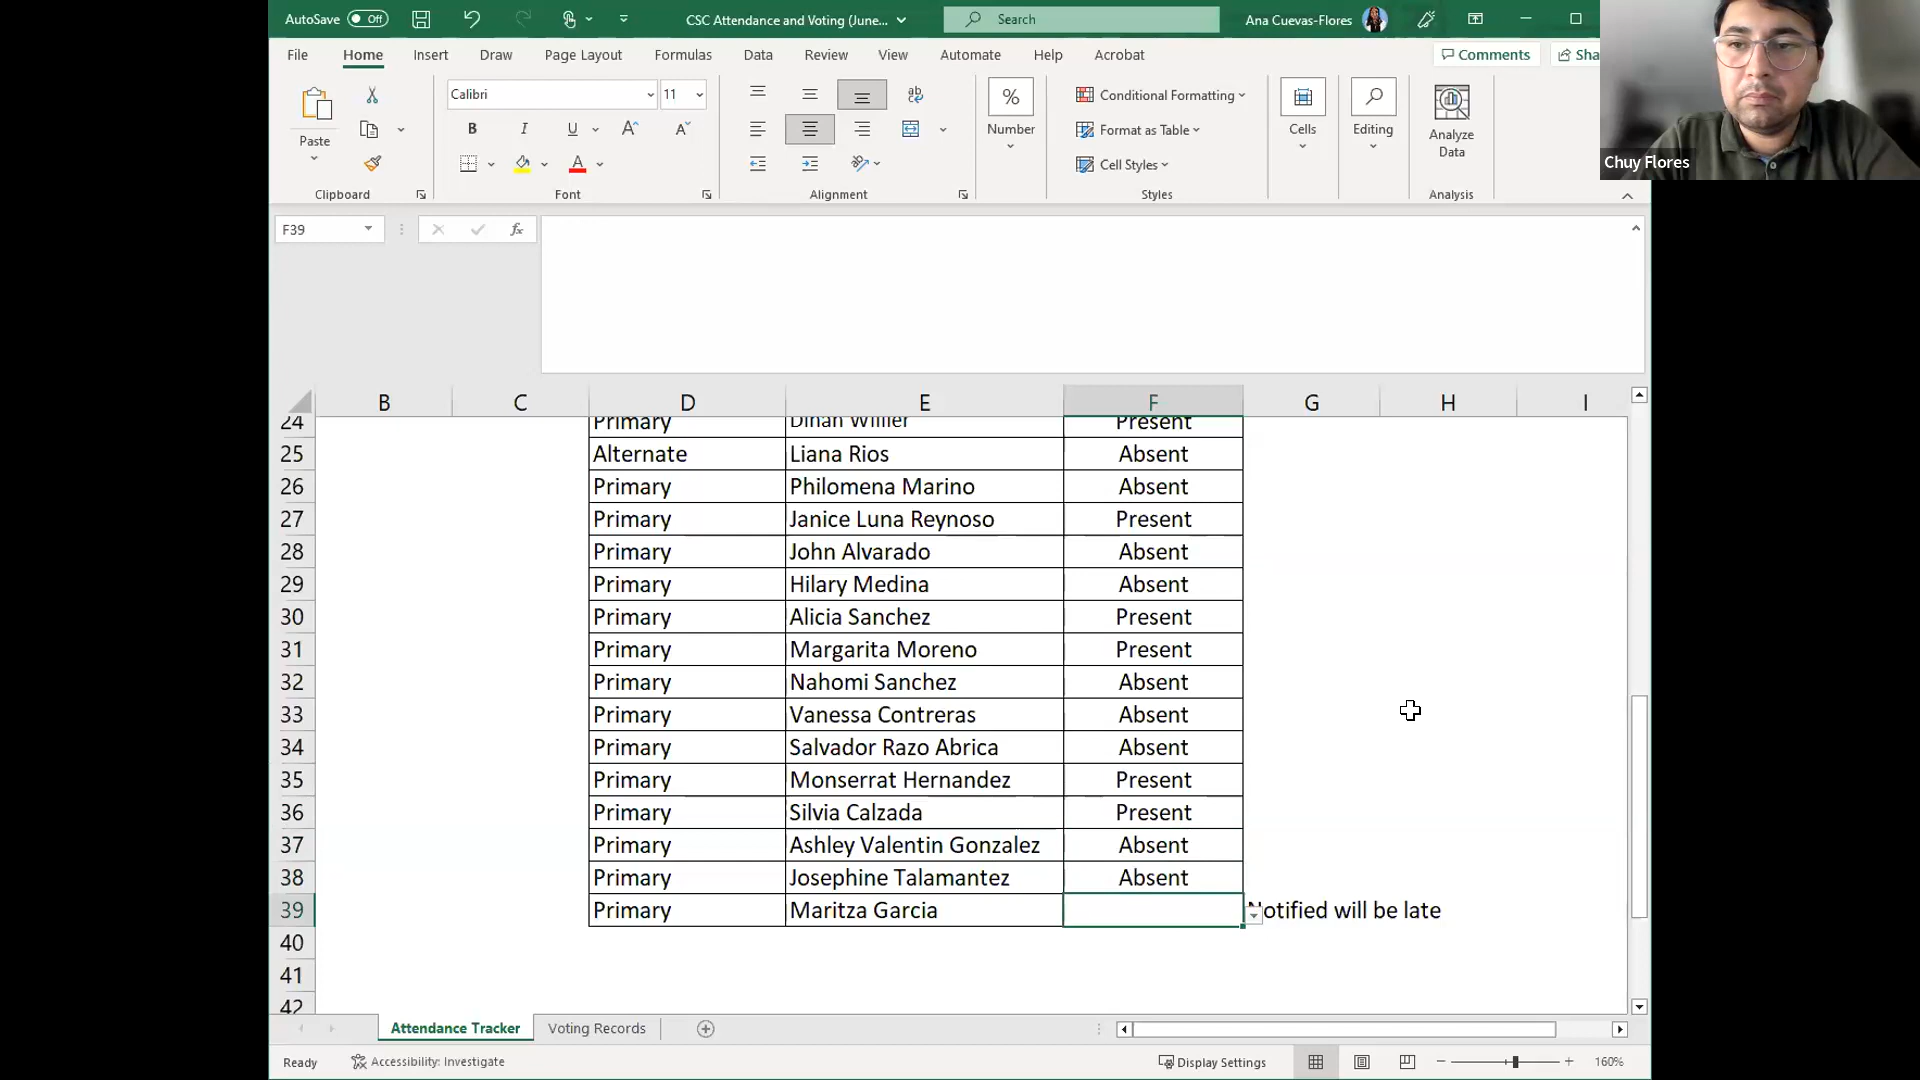 AutoSave Off CSC Attendance and Voting (June... Search Ana Cuevas-Flores
File Home Insert Draw Page Layout Formulas Data Review View Automate Help Acrobat Comments Sha
Calibri 11
Paste
B I U A A
ab c
%
Number
Conditional Formatting
Format as Table
Cell Styles
Cells
Editing
Analyze
Data
Clipboard Font Alignment Styles Analysis
Chuy Flores
F39 fx
B C D E F G H I
24 Primary Dinah Willier Present
25 Alternate Liana Rios Absent
26 Primary Philomena Marino Absent
27 Primary Janice Luna Reynoso Present
28 Primary John Alvarado Absent
29 Primary Hilary Medina Absent
30 Primary Alicia Sanchez Present
31 Primary Margarita Moreno Present
32 Primary Nahomi Sanchez Absent
33 Primary Vanessa Contreras Absent
34 Primary Salvador Razo Abrica Absent
35 Primary Monserrat Hernandez Present
36 Primary Silvia Calzada Present
37 Primary Ashley Valentin Gonzalez Absent
38 Primary Josephine Talamantez Absent
39 Primary Maritza Garcia Notified will be late
40
41
42
Attendance Tracker Voting Records
Ready Accessibility: Investigate Display Settings 160%